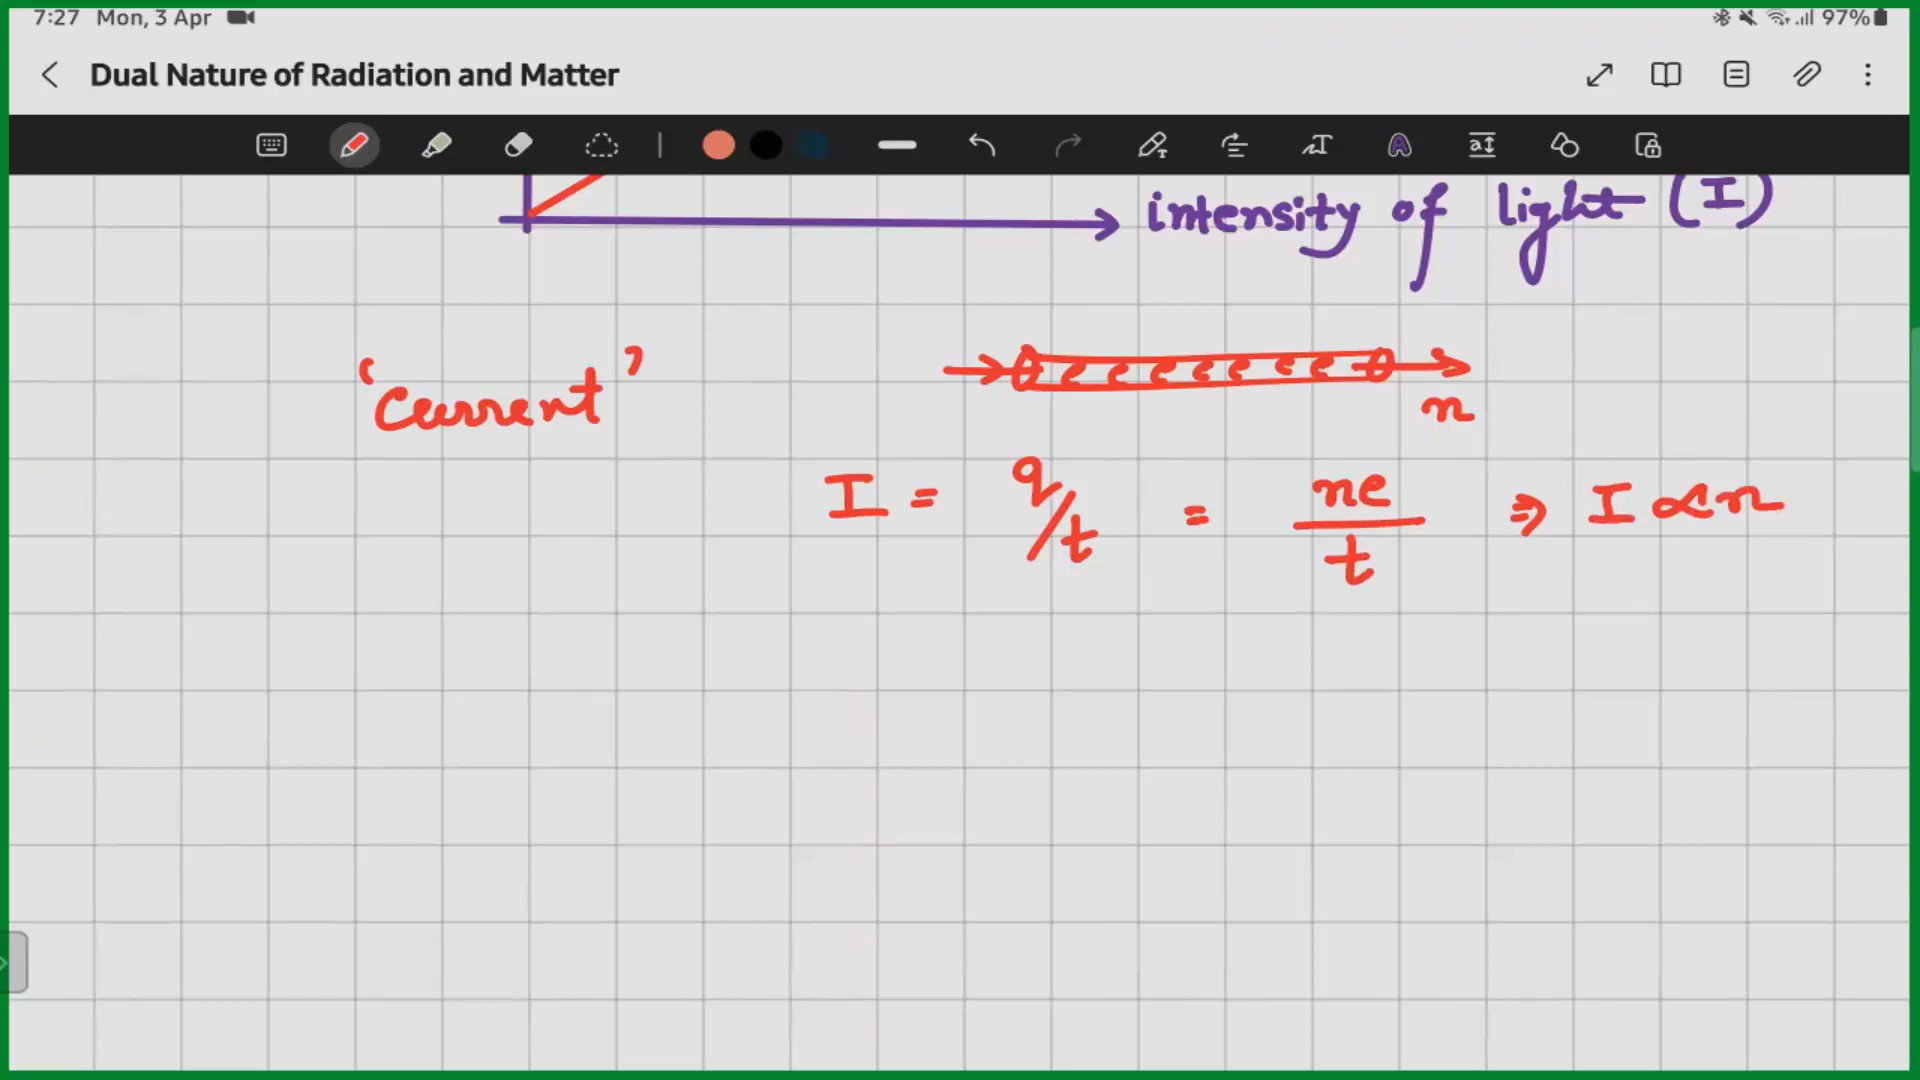 7:27 Mon, 3 Apr 97%
Dual Nature of Radiation and Matter
intensity of light (I)
'Current'
e e e e e e e
n
I = q/t = ne/t ⇒ I ∝ n